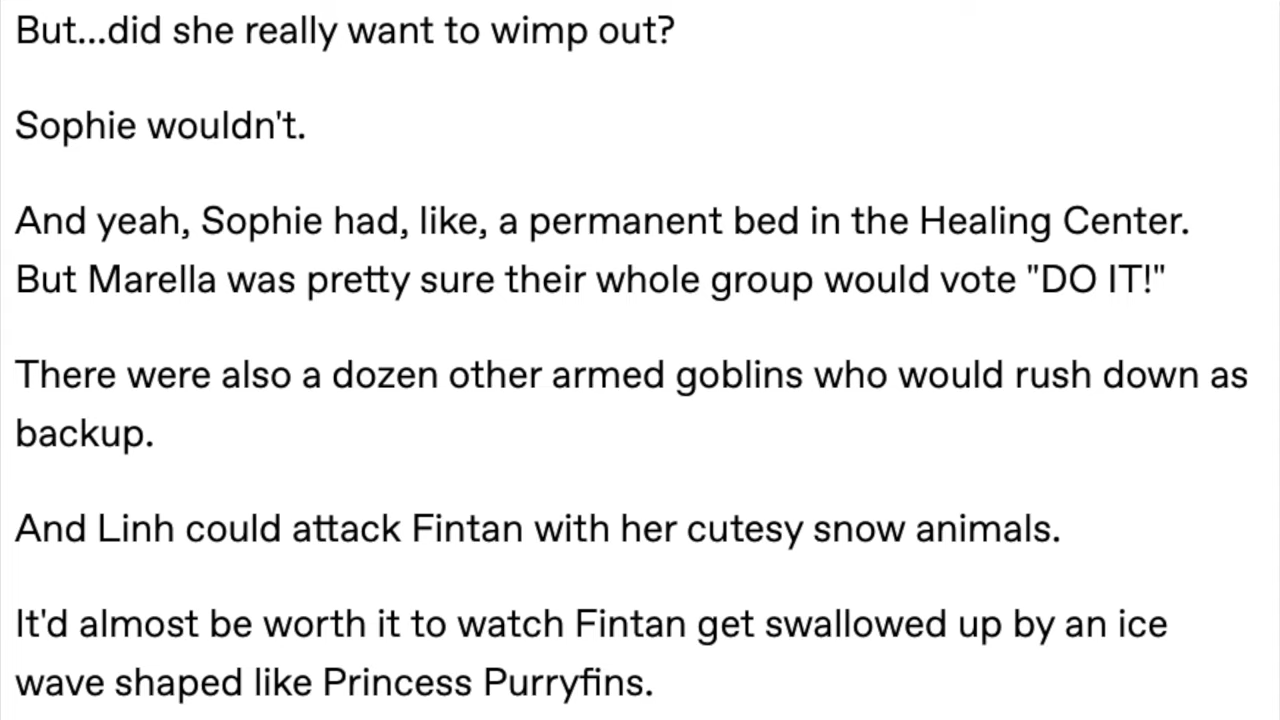 But...did she really want to wimp out?
Sophie wouldn't.
And yeah, Sophie had, like, a permanent bed in the Healing Center.
But Marella was pretty sure their whole group would vote "DO IT!"
There were also a dozen other armed goblins who would rush down as
backup.
And Linh could attack Fintan with her cutesy snow animals.
It'd almost be worth it to watch Fintan get swallowed up by an ice
wave shaped like Princess Purryfins.